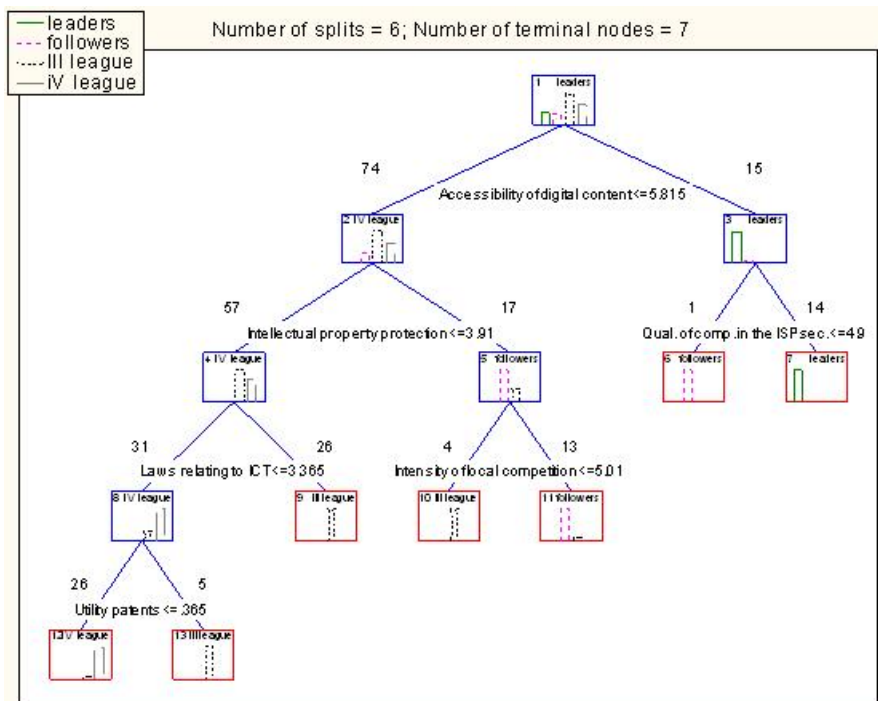 leaders
followers
III league
iV league
Number of splits = 6; Number of terminal nodes = 7
1 leaders
74
15
Accessibility of digital content<=5.815
2 IV league
3 leaders
57
17
1
14
Intellectual property protection<=3.91
Qual. of comp. in the ISP sec.<=4.9
4 IV league
5 followers
6 followers
7 leaders
31
26
4
13
Laws relating to ICT<=3.365
Intensity of local competition<=5.01
8 IV league
9 III league
10 III league
11 followers
26
5
Utility patents <= .365
12 IV league
13 III league